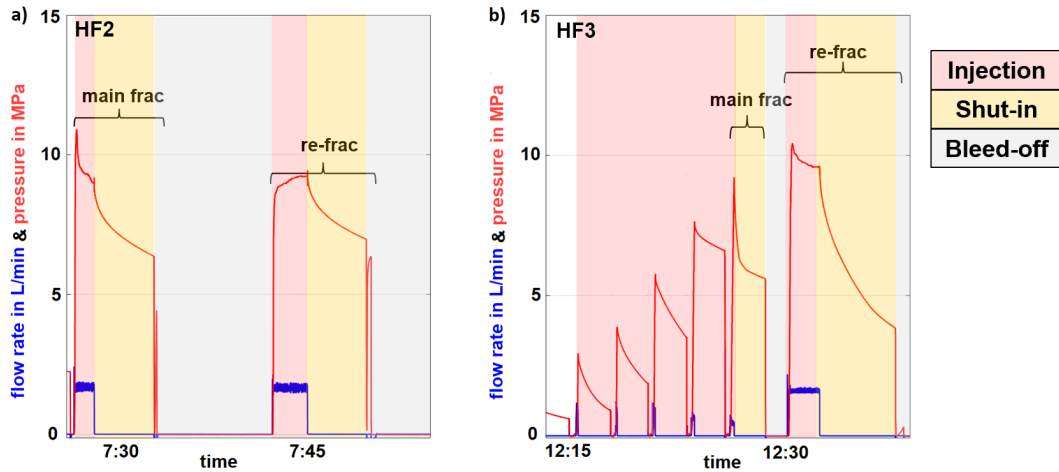 a)
HF2
main frac
re-frac
15
10
5
0
flow rate in L/min & pressure in MPa
7:30
7:45
time
b)
HF3
main frac
re-frac
15
10
5
0
flow rate in L/min & pressure in MPa
12:15
12:30
time
Injection
Shut-in
Bleed-off